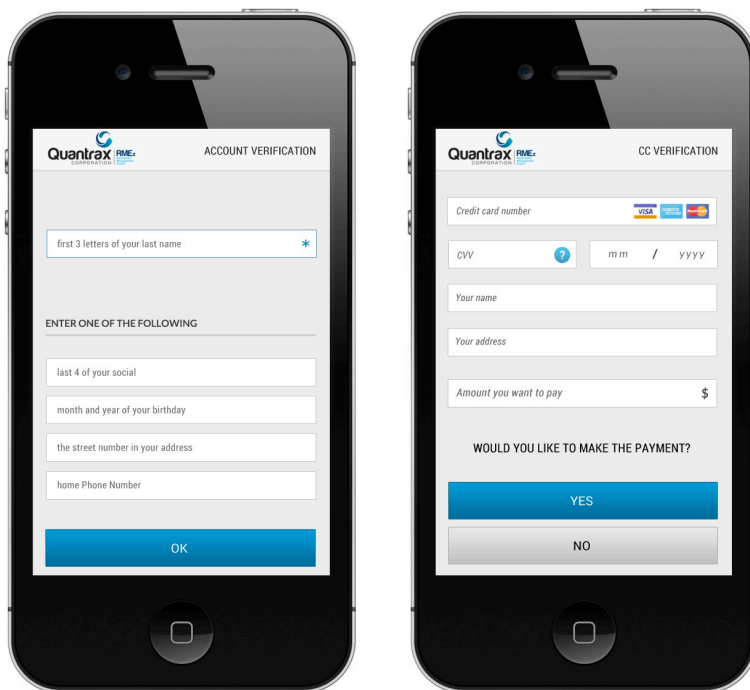 Quantrax
CORPORATION
RMEx
ACCOUNT VERIFICATION
first 3 letters of your last name *
ENTER ONE OF THE FOLLOWING
last 4 of your social
month and year of your birthday
the street number in your address
home Phone Number
OK
Quantrax
CORPORATION
RMEx
CC VERIFICATION
Credit card number
VISA
CVV ? mm / yyyy
Your name
Your address
Amount you want to pay $
WOULD YOU LIKE TO MAKE THE PAYMENT?
YES
NO